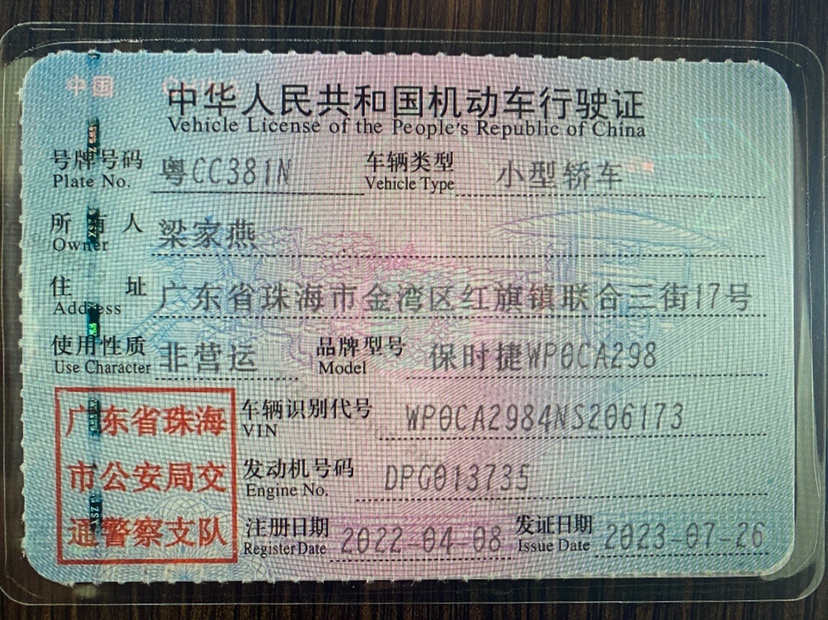 中国
中华人民共和国机动车行驶证
Vehicle License of the People's Republic of China
号牌号码 粤CC381N 车辆类型 小型轿车
Plate No. Vehicle Type
所有人 梁家燕
Owner
住址 广东省珠海市金湾区红旗镇联合三街17号
Address
使用性质 非营运 品牌型号 保时捷WP0CA298
Use Character Model
广东省珠海
市公安局交
通警察支队
车辆识别代号 WP0CA2984NS206173
VIN
发动机号码 DPG013735
Engine No.
注册日期 2022-04-08 发证日期 2023-07-26
Register Date Issue Date